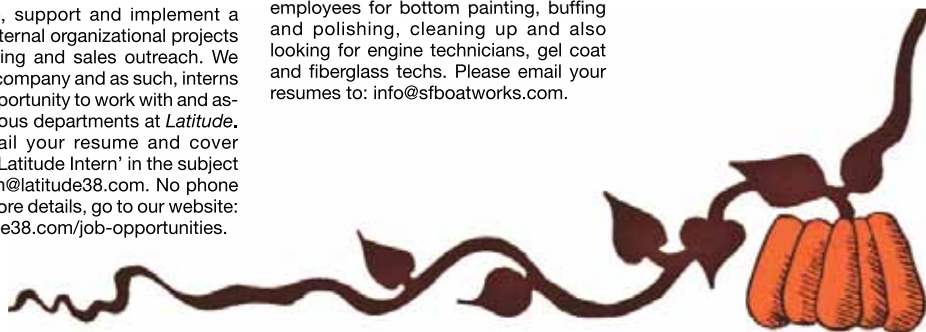 , support and implement a
ternal organizational projects
ing and sales outreach. We
company and as such, interns
portunity to work with and as-
ous departments at Latitude.
ail your resume and cover
Latitude Intern’ in the subject
n@latitude38.com. No phone
ore details, go to our website:
e38.com/job-opportunities.
employees for bottom painting, buffing
and polishing, cleaning up and also
looking for engine technicians, gel coat
and fiberglass techs. Please email your
resumes to: info@sfboatworks.com.